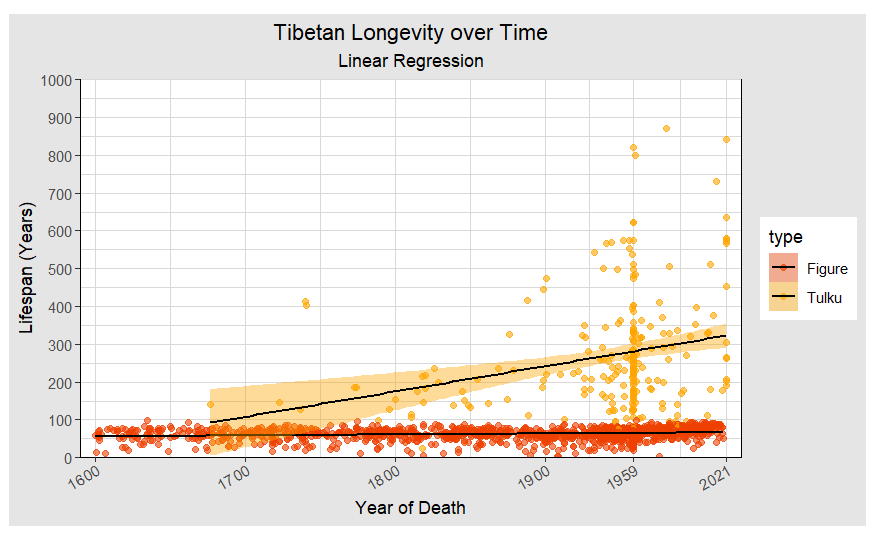 Tibetan Longevity over Time
Linear Regression
1000
900
800
700
600
500
400
300
200
100
0
Lifespan (Years)
1600
1700
1800
1900
1959
2021
Year of Death
type
Figure
Tulku